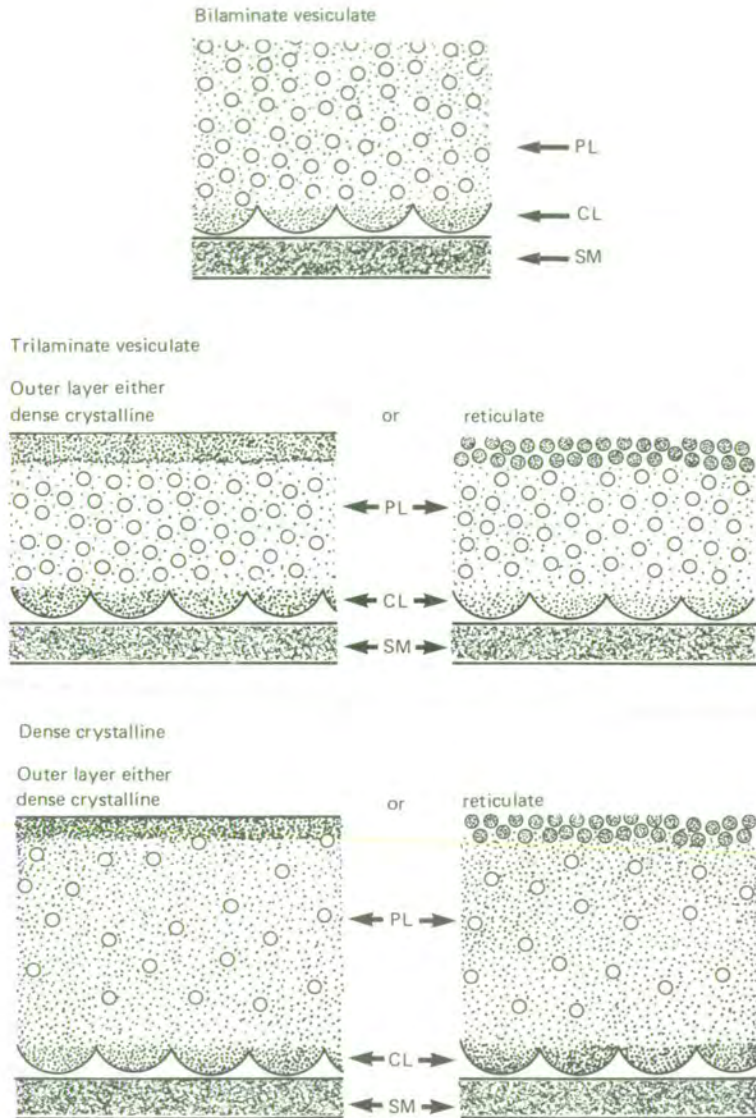 Bilaminate vesiculate
PL
CL
SM
Trilaminate vesiculate
Outer layer either
dense crystalline or reticulate
PL
CL
SM
Dense crystalline
Outer layer either
dense crystalline or reticulate
PL
CL
SM